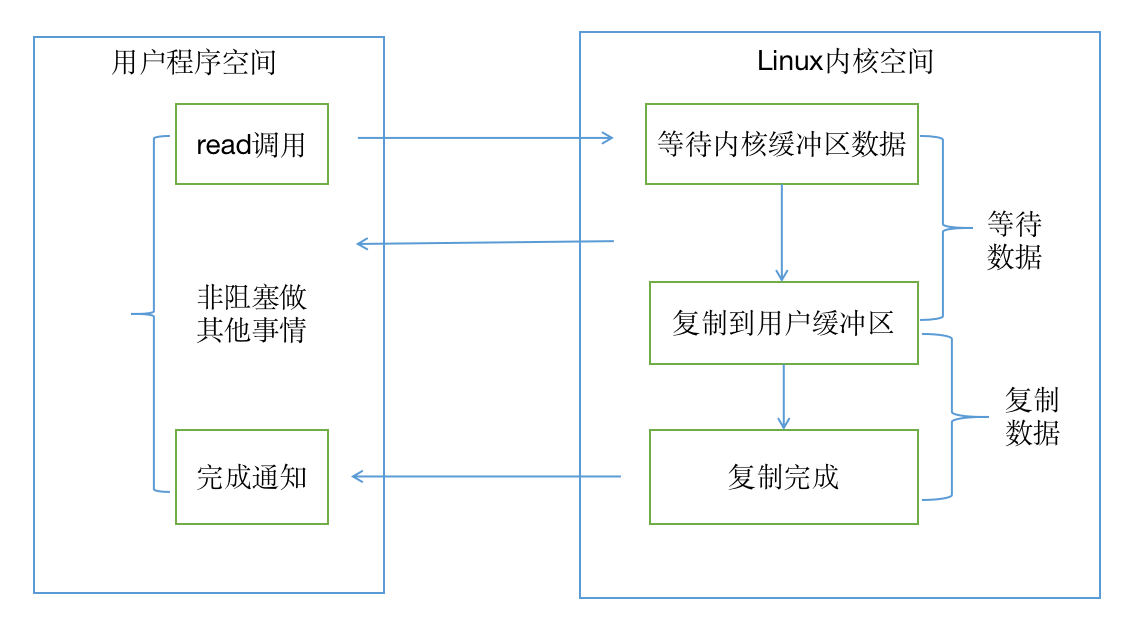 用户程序空间
Linux内核空间
read调用
等待内核缓冲区数据
等待
数据
非阻塞做
其他事情
复制到用户缓冲区
复制
数据
完成通知
复制完成